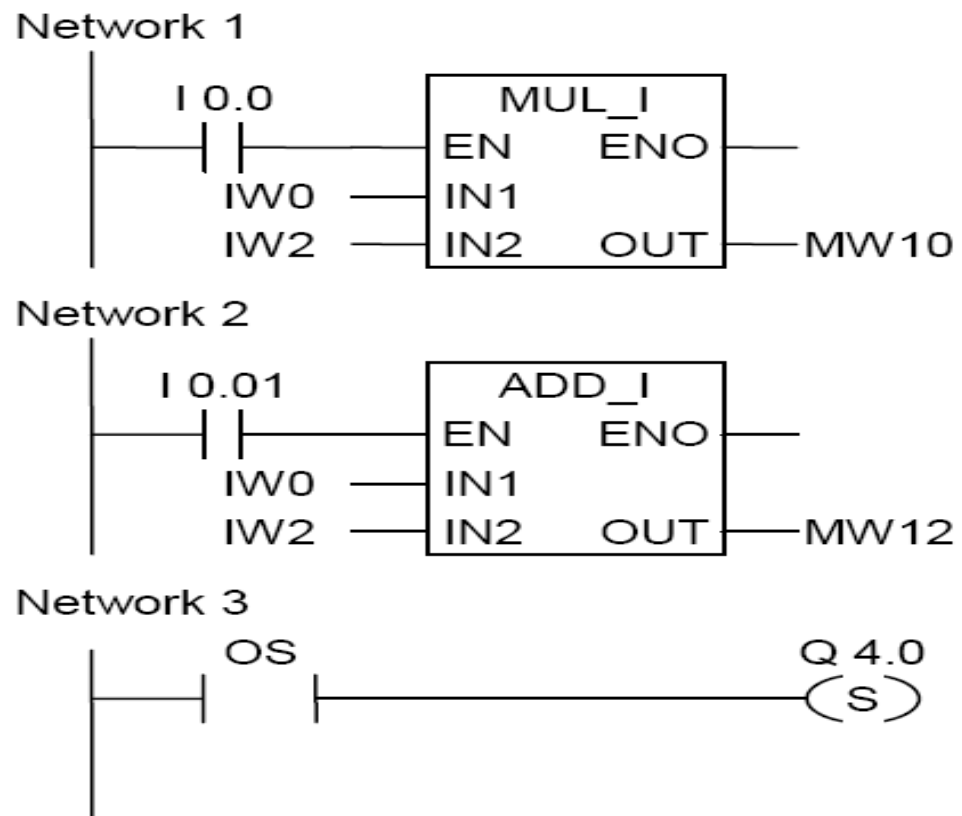 Network 1
I 0.0
MUL_I
EN ENO
IW0 IN1
IW2 IN2 OUT MW10
Network 2
I 0.01
ADD_I
EN ENO
IW0 IN1
IW2 IN2 OUT MW12
Network 3
OS Q 4.0
(S)